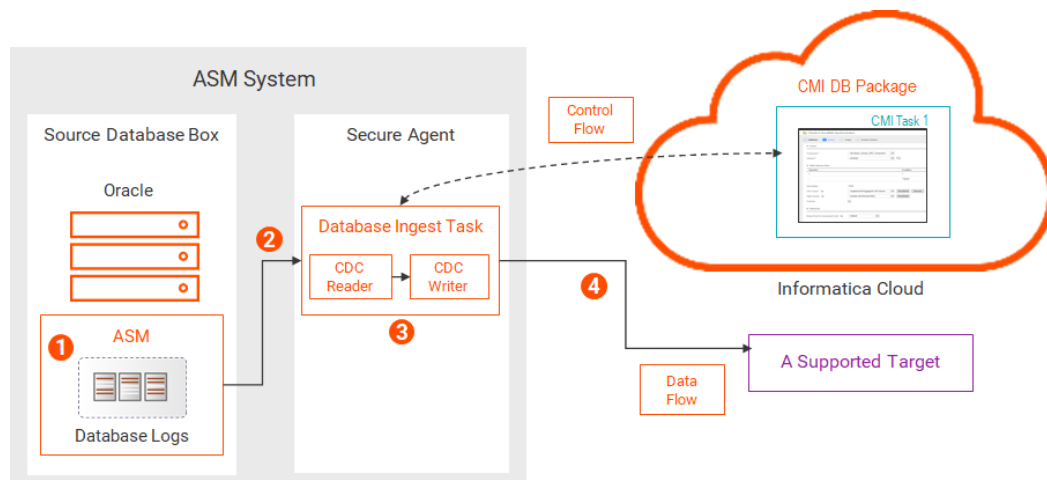 ASM System
Source Database Box
Oracle
1
ASM
Database Logs
2
Secure Agent
Database Ingest Task
CDC
Reader
CDC
Writer
3
Control
Flow
4
Data
Flow
CMI DB Package
CMI Task 1
Informatica Cloud
A Supported Target